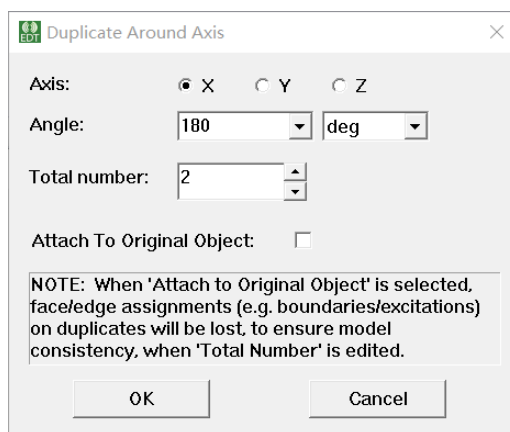 EDT Duplicate Around Axis
Axis: X Y Z
Angle: 180 deg
Total number: 2
Attach To Original Object:
NOTE: When 'Attach to Original Object' is selected,
face/edge assignments (e.g. boundaries/excitations)
on duplicates will be lost, to ensure model
consistency, when 'Total Number' is edited.
OK Cancel